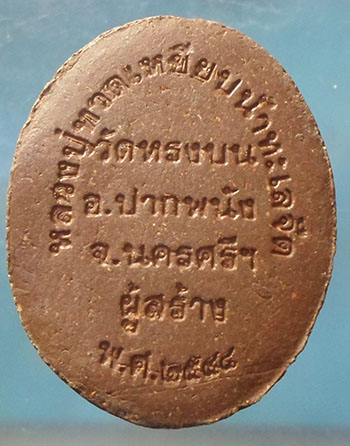 หลวงปู่ทวดเหยียบน้ำทะเลจืด
วัดหรงบน
อ.ปากพนัง
จ.นครศรีฯ
ผู้สร้าง
พ.ศ.๒๕๔๔